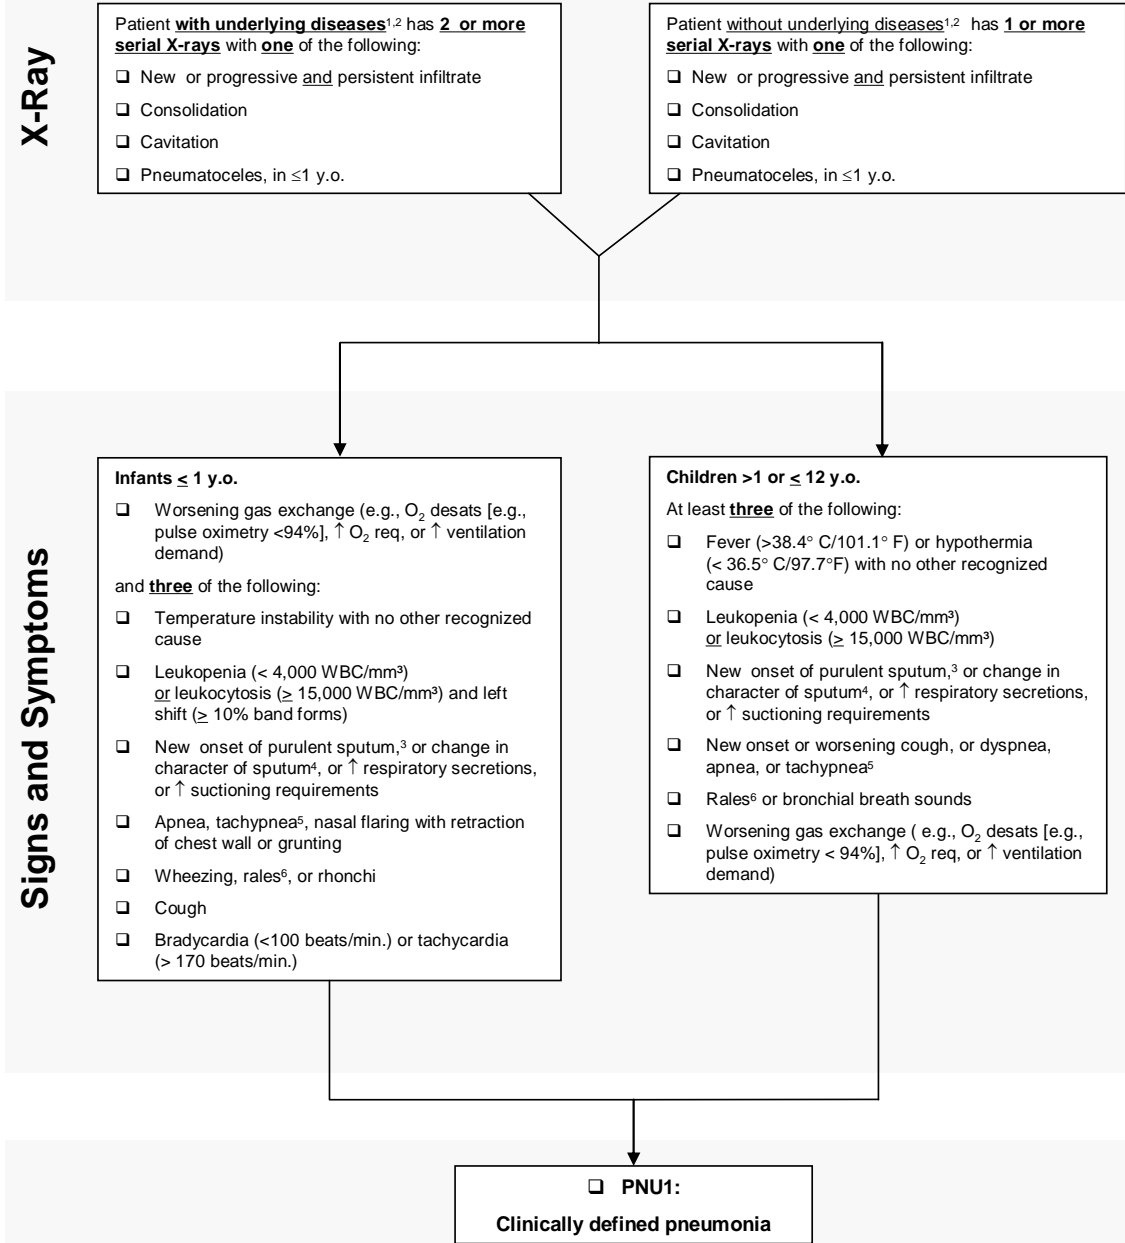 X-Ray
Patient with underlying diseases¹,² has 2 or more
serial X-rays with one of the following:
❑ New or progressive and persistent infiltrate
❑ Consolidation
❑ Cavitation
❑ Pneumatoceles, in ≤1 y.o.
Patient without underlying diseases¹,² has 1 or more
serial X-rays with one of the following:
❑ New or progressive and persistent infiltrate
❑ Consolidation
❑ Cavitation
❑ Pneumatoceles, in ≤1 y.o.
Signs and Symptoms
Infants ≤ 1 y.o.
❑ Worsening gas exchange (e.g., O₂ desats [e.g.,
pulse oximetry <94%], ↑ O₂ req, or ↑ ventilation
demand)
and three of the following:
❑ Temperature instability with no other recognized
cause
❑ Leukopenia (< 4,000 WBC/mm³)
or leukocytosis (≥ 15,000 WBC/mm³) and left
shift (≥ 10% band forms)
❑ New onset of purulent sputum,³ or change in
character of sputum⁴, or ↑ respiratory secretions,
or ↑ suctioning requirements
❑ Apnea, tachypnea⁵, nasal flaring with retraction
of chest wall or grunting
❑ Wheezing, rales⁶, or rhonchi
❑ Cough
❑ Bradycardia (<100 beats/min.) or tachycardia
(> 170 beats/min.)
Children >1 or ≤ 12 y.o.
At least three of the following:
❑ Fever (>38.4° C/101.1° F) or hypothermia
(< 36.5° C/97.7°F) with no other recognized
cause
❑ Leukopenia (< 4,000 WBC/mm³)
or leukocytosis (≥ 15,000 WBC/mm³)
❑ New onset of purulent sputum,³ or change in
character of sputum⁴, or ↑ respiratory secretions,
or ↑ suctioning requirements
❑ New onset or worsening cough, or dyspnea,
apnea, or tachypnea⁵
❑ Rales⁶ or bronchial breath sounds
❑ Worsening gas exchange ( e.g., O₂ desats [e.g.,
pulse oximetry < 94%], ↑ O₂ req, or ↑ ventilation
demand)
❑ PNU1:
Clinically defined pneumonia